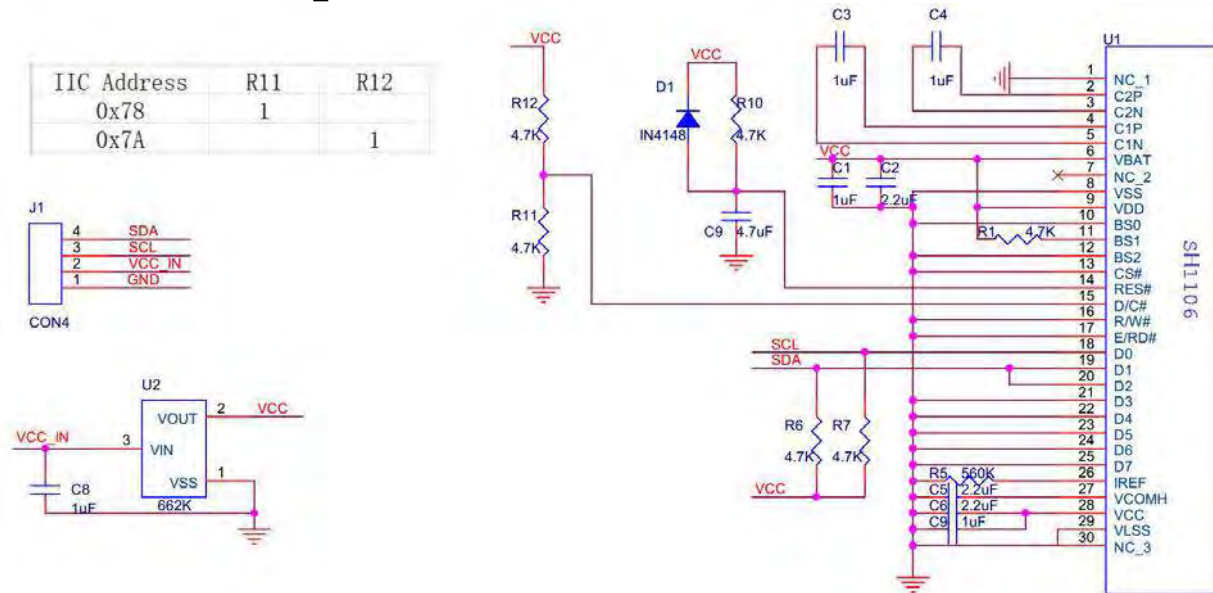 IIC Address R11 R12
0x78 1
0x7A 1
J1
4 SDA
3 SCL
2 VCC_IN
1 GND
CON4
U2
VOUT 2 VCC
VCC_IN 3 VIN
VSS 1
C8
1uF
662K
VCC
R12
4.7K
R11
4.7K
VCC
D1
IN4148
R10
4.7K
C9 4.7uF
C3
1uF
C4
1uF
VCC
C1
1uF
C2
2.2uF
R1 4.7K
SCL
SDA
R6
4.7K
R7
4.7K
VCC
R5 560K
C5 2.2uF
C6 2.2uF
C9 1uF
U1
1 NC_1
2 C2P
3 C2N
4 C1P
5 C1N
6 VBAT
7 NC_2
8 VSS
9 VDD
10 BS0
11 BS1
12 BS2
13 CS#
14 RES#
15 D/C#
16 R/W#
17 E/RD#
18 D0
19 D1
20 D2
21 D3
22 D4
23 D5
24 D6
25 D7
26 IREF
27 VCOMH
28 VCC
29 VLSS
30 NC_3
SH1106